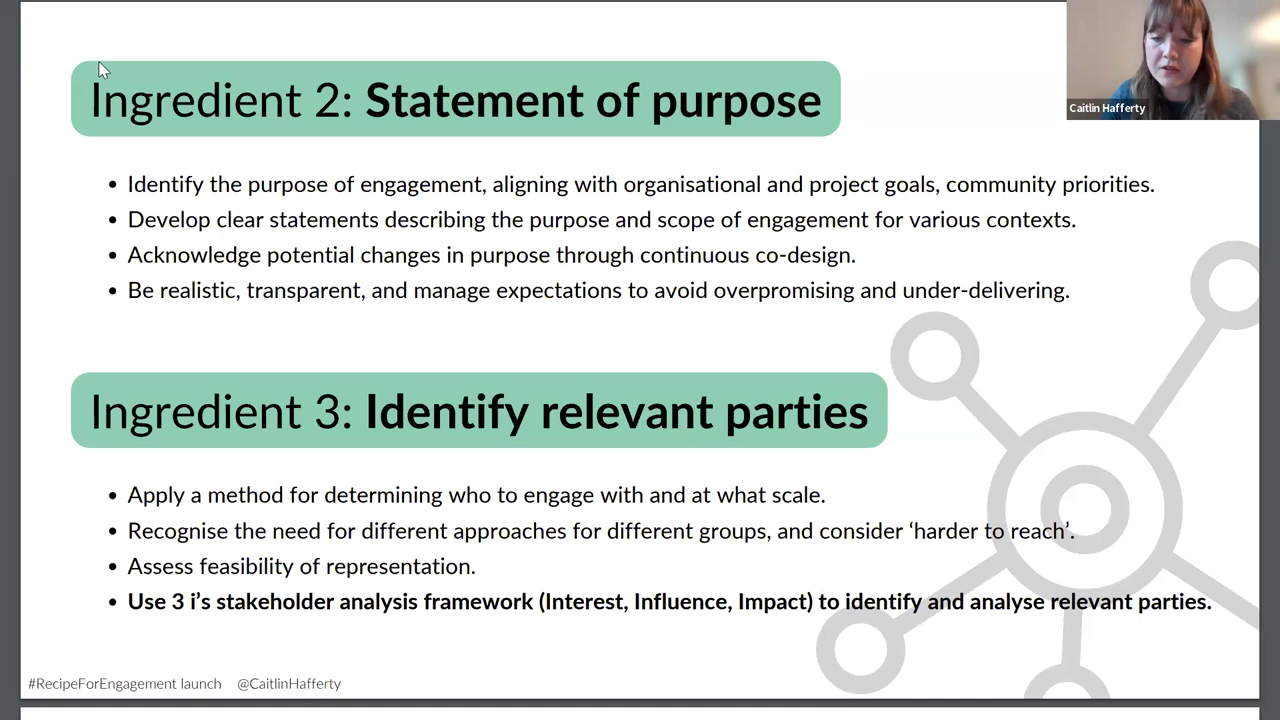 Ingredient 2: Statement of purpose
Caitlin Hafferty
• Identify the purpose of engagement, aligning with organisational and project goals, community priorities.
• Develop clear statements describing the purpose and scope of engagement for various contexts.
• Acknowledge potential changes in purpose through continuous co-design.
• Be realistic, transparent, and manage expectations to avoid overpromising and under-delivering.
Ingredient 3: Identify relevant parties
• Apply a method for determining who to engage with and at what scale.
• Recognise the need for different approaches for different groups, and consider ‘harder to reach’.
• Assess feasibility of representation.
• Use 3 i’s stakeholder analysis framework (Interest, Influence, Impact) to identify and analyse relevant parties.
#RecipeForEngagement launch @CaitlinHafferty